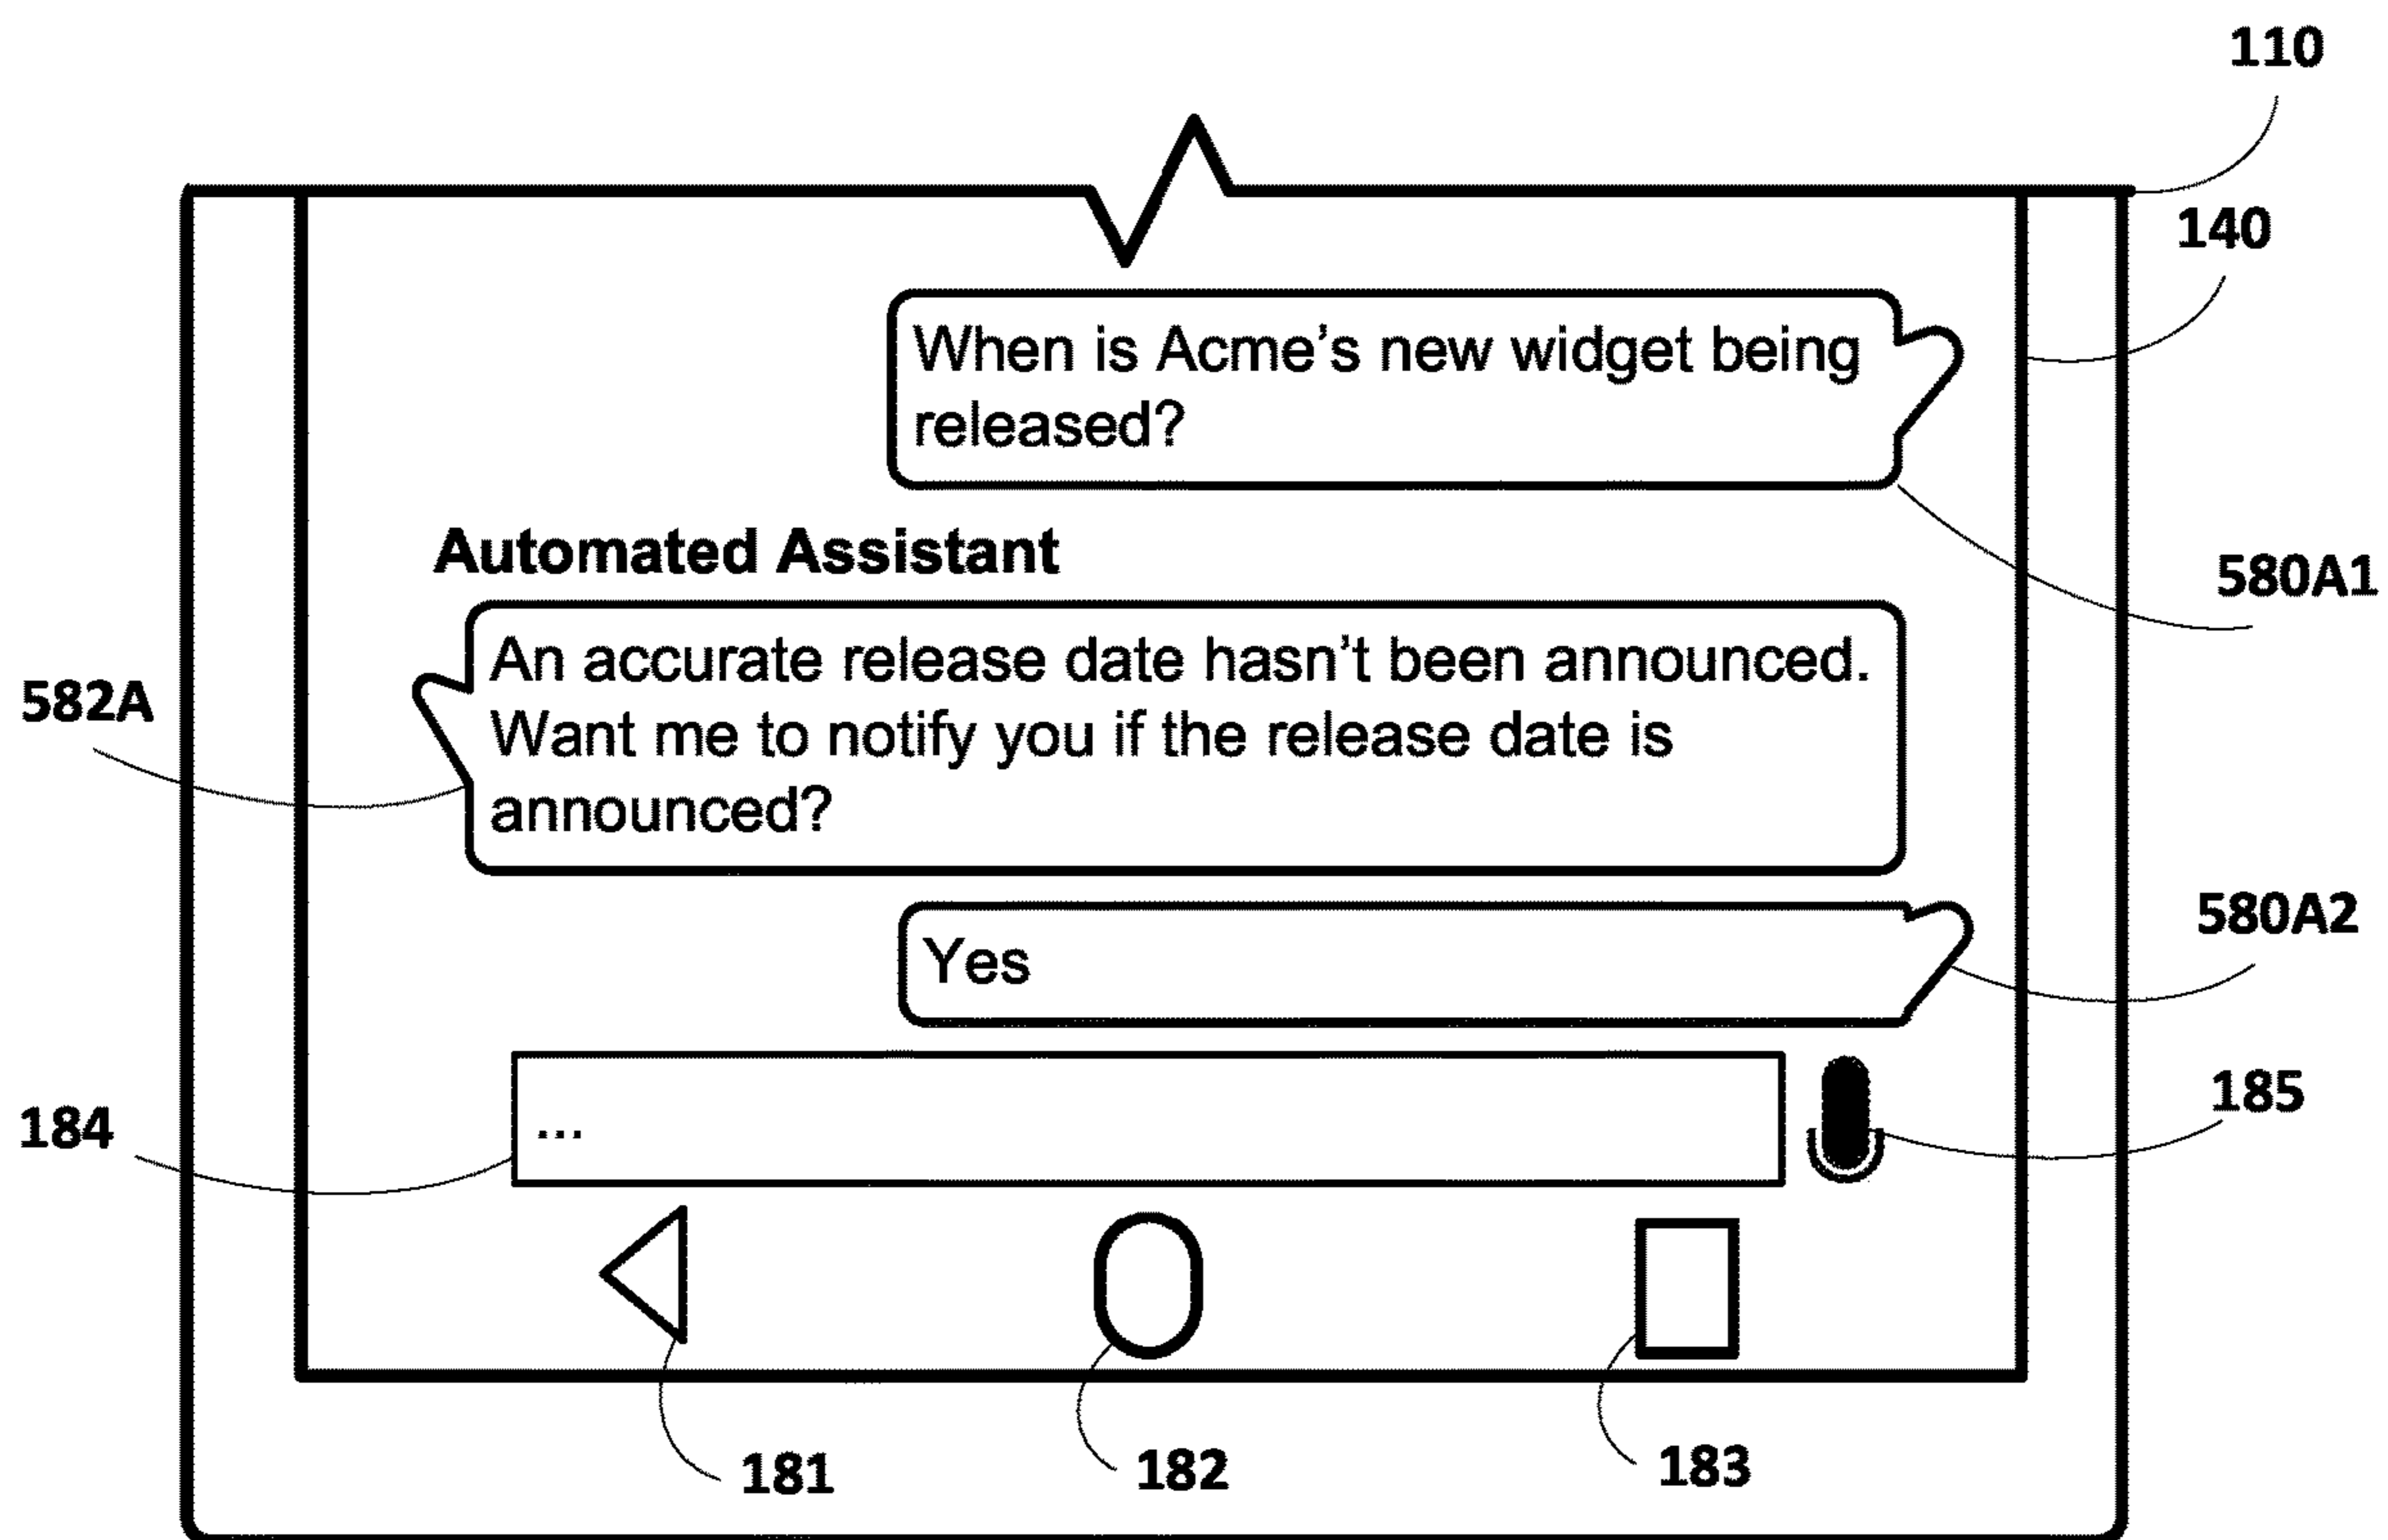 110
140
When is Acme's new widget being
released?
580A1
Automated Assistant
An accurate release date hasn't been announced.
Want me to notify you if the release date is
announced?
582A
Yes
580A2
...
184
185
181
182
183